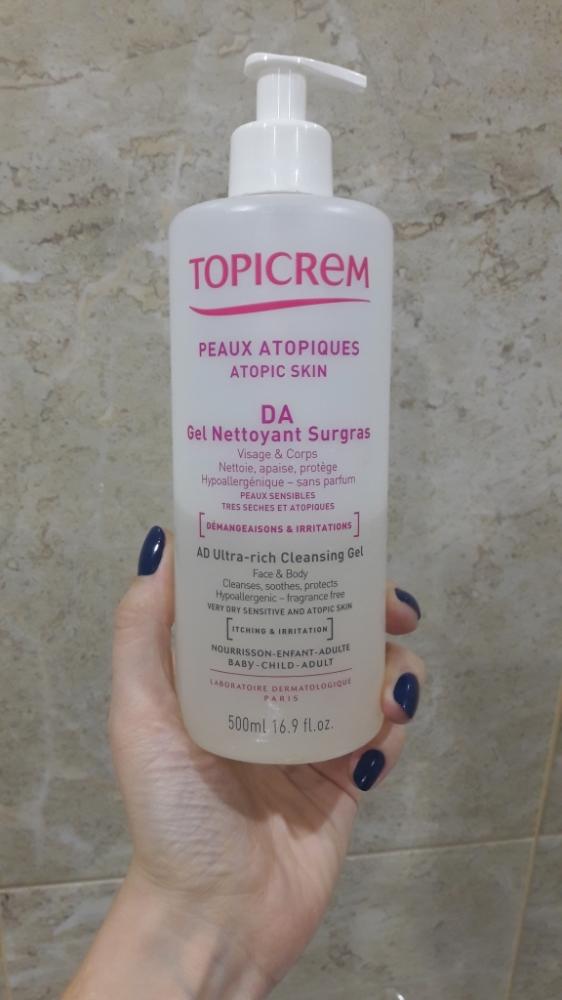 TOPICREM
PEAUX ATOPIQUES
ATOPIC SKIN
DA
Gel Nettoyant Surgras
Visage & Corps
Nettoie, apaise, protège
Hypoallergénique – sans parfum
PEAUX SENSIBLES
TRES SECHES ET ATOPIQUES
[DÉMANGEAISONS & IRRITATIONS]
AD Ultra-rich Cleansing Gel
Face & Body
Cleanses, soothes, protects
Hypoallergenic – fragrance free
VERY DRY SENSITIVE AND ATOPIC SKIN
[ITCHING & IRRITATION]
NOURRISSON-ENFANT-ADULTE
BABY-CHILD-ADULT
LABORATOIRE DERMATOLOGIQUE
PARIS
500ml 16.9 fl.oz.